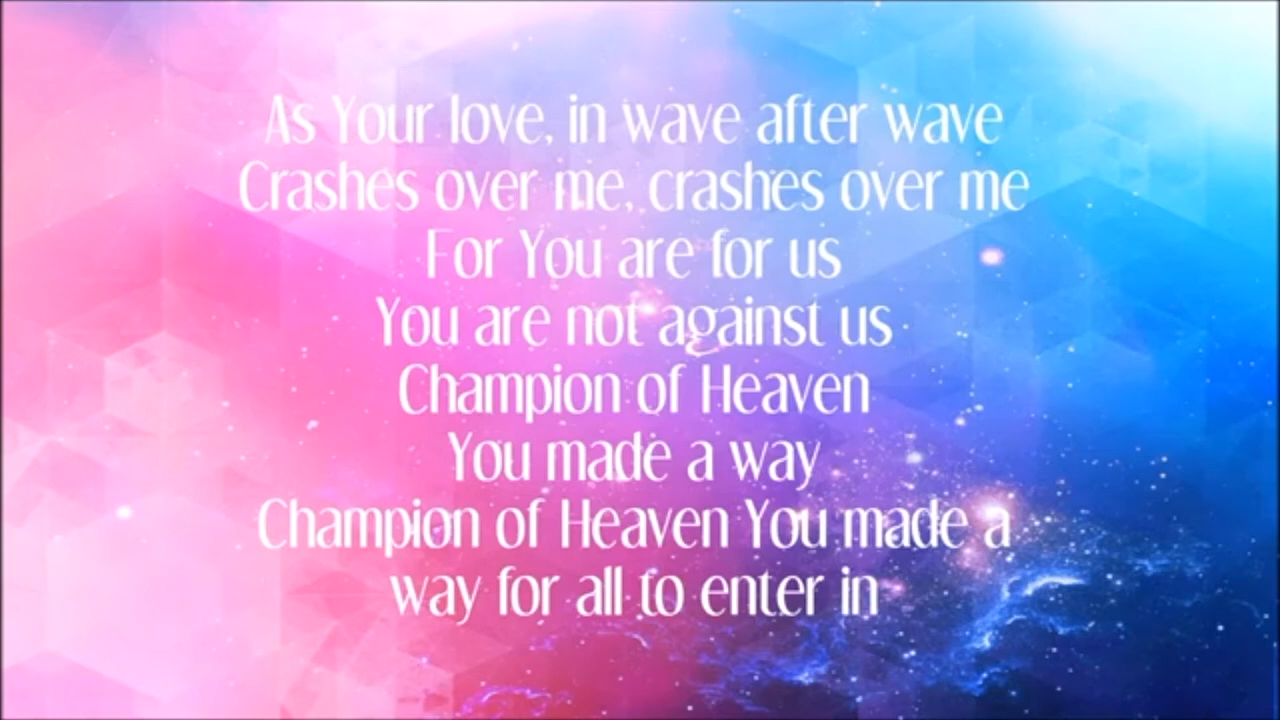 As Your love, in wave after wave
Crashes over me, crashes over me
For You are for us
You are not against us
Champion of Heaven
You made a way
Champion of Heaven You made a
way for all to enter in